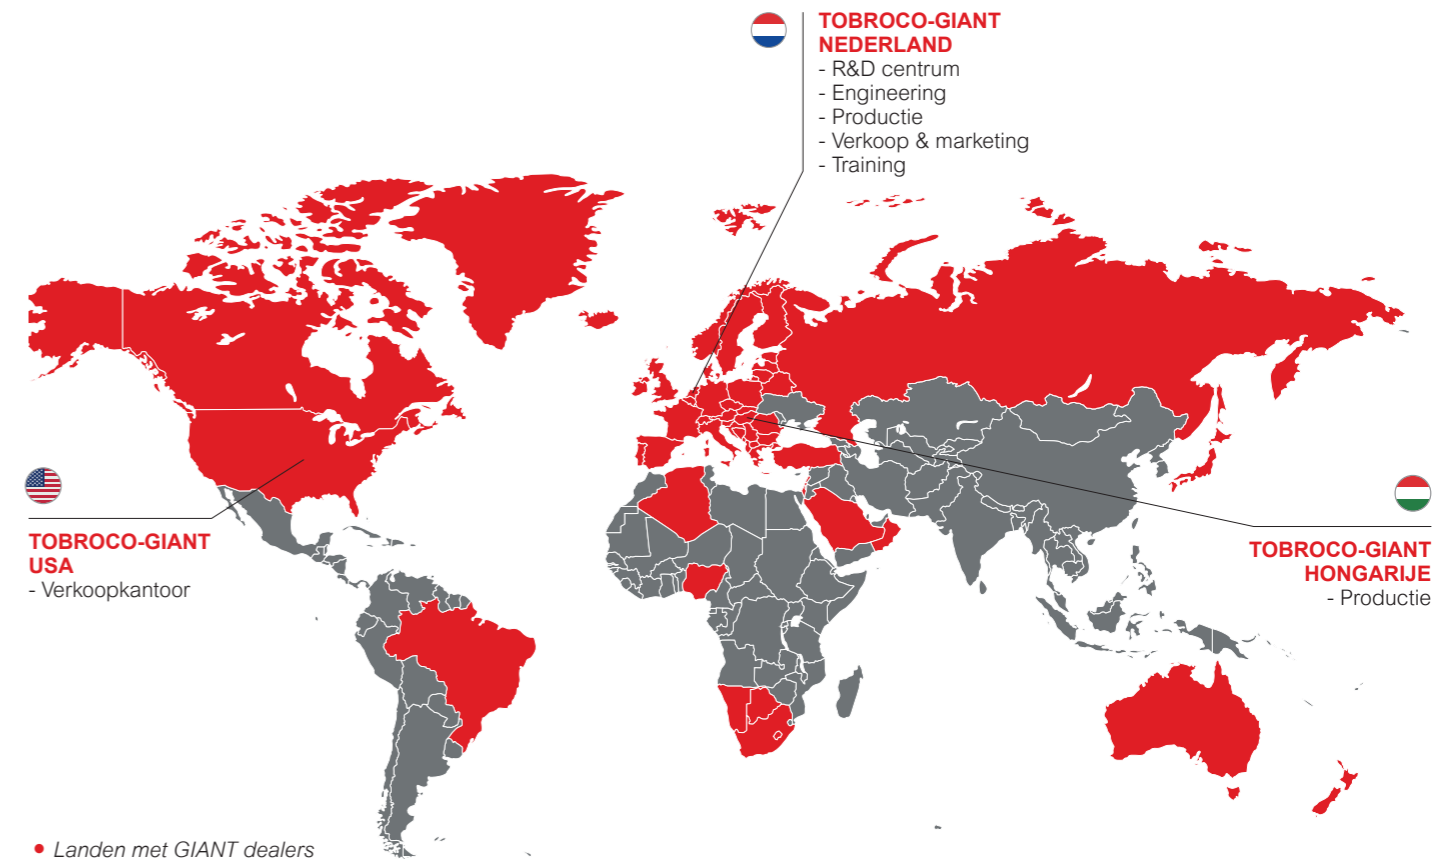 TOBROCO-GIANT
NEDERLAND
- R&D centrum
- Engineering
- Productie
- Verkoop & marketing
- Training
TOBROCO-GIANT
USA
- Verkoopkantoor
TOBROCO-GIANT
HONGARIJE
- Productie
• Landen met GIANT dealers